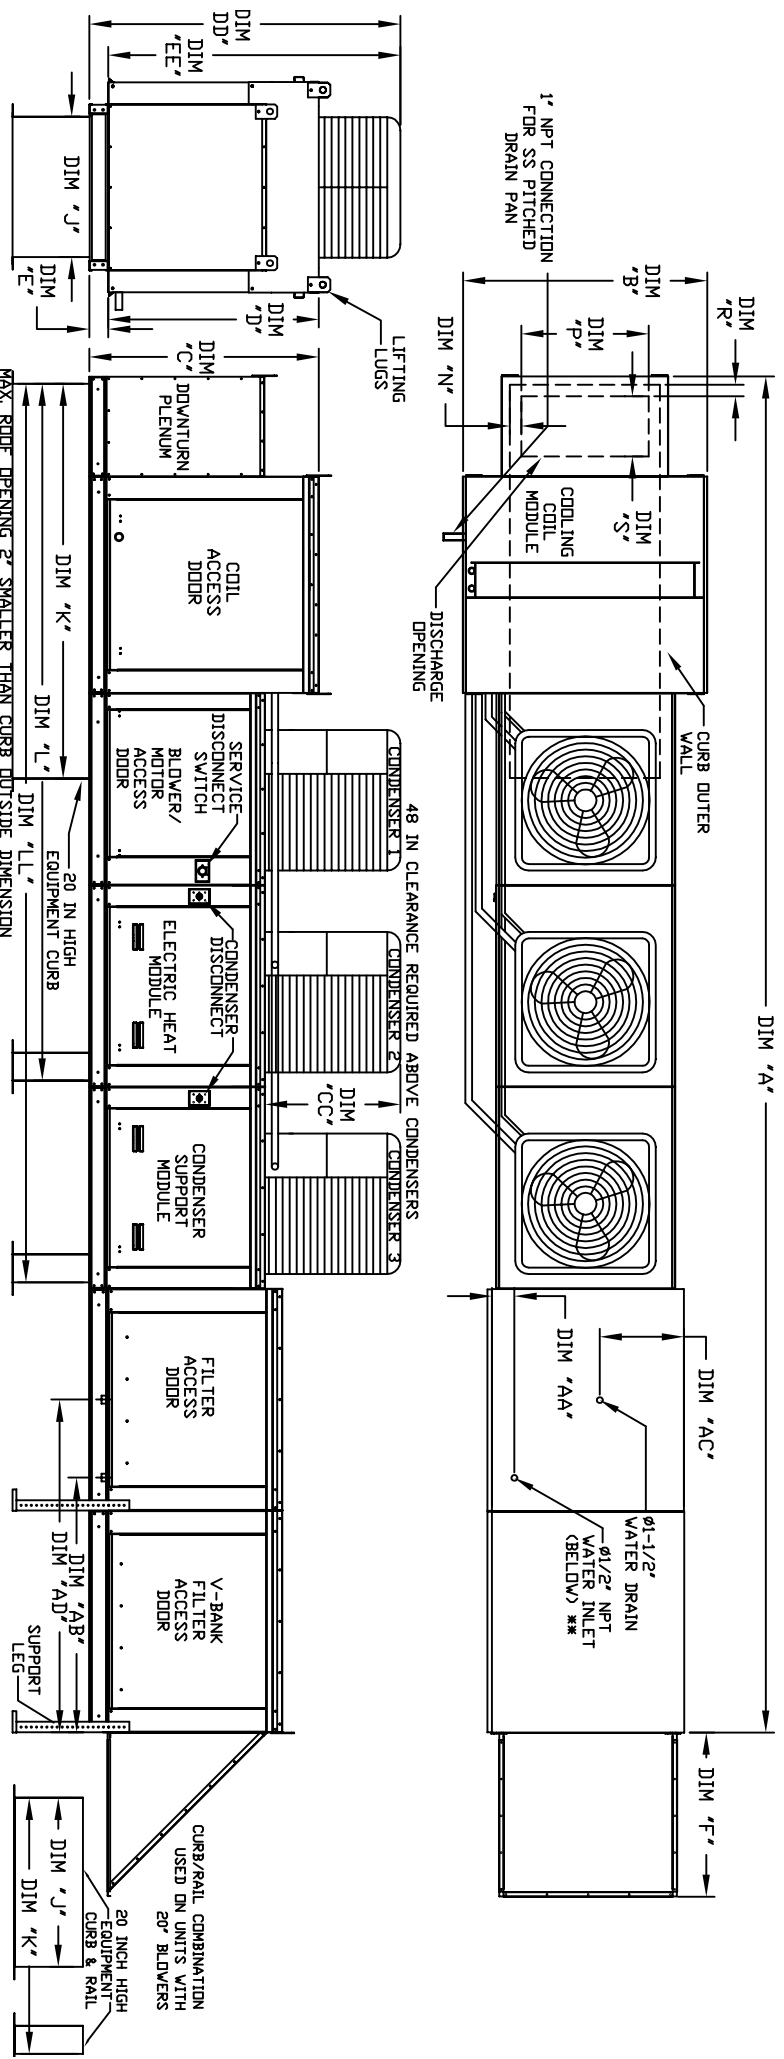 DIM "A"
DIM "F"
DIM "AC"
DIM "AA"
ø1-1/2"
WATER DRAIN
ø1/2" NPT
WATER INLET
(BELOW) **
DIM
"R"
DIM
"B"
DIM
"P"
DIM "N"
DIM
"S"
COOLING
COIL
MODULE
CURB OUTER
WALL
1" NPT CONNECTION
FOR SS PITCHED
DRAIN PAN
DISCHARGE
OPENING
48 IN CLEARANCE REQUIRED ABOVE CONDENSERS
CONDENSER 1
CONDENSER 2
CONDENSER 3
DIM
"CC"
LIFTING
LUGS
DIM
DD"
DIM
"EE"
DIM "J"
DIM
"E"
DIM
"D"
DIM
"C"
DOWNTURN
PLENUM
COIL
ACCESS
DOOR
SERVICE
DISCONNECT
SWITCH
BLOWER/
MOTOR
ACCESS
DOOR
CONDENSER
DISCONNECT
ELECTRIC HEAT
MODULE
CONDENSER
SUPPORT
MODULE
FILTER
ACCESS
DOOR
V-BANK
FILTER
ACCESS
DOOR
DIM "K"
DIM "L"
DIM "LL"
20 IN HIGH
EQUIPMENT CURB
DIM "AB"
DIM "AD"
SUPPORT
LEG
MAX. ROOF OPENING 2" SMALLER THAN CURB OUTSIDE DIMENSION
CURB/RAIL COMBINATION
USED ON UNITS WITH
20" BLOWERS
20 INCH HIGH
EQUIPMENT
CURB & RAIL
DIM "J"
DIM "K"